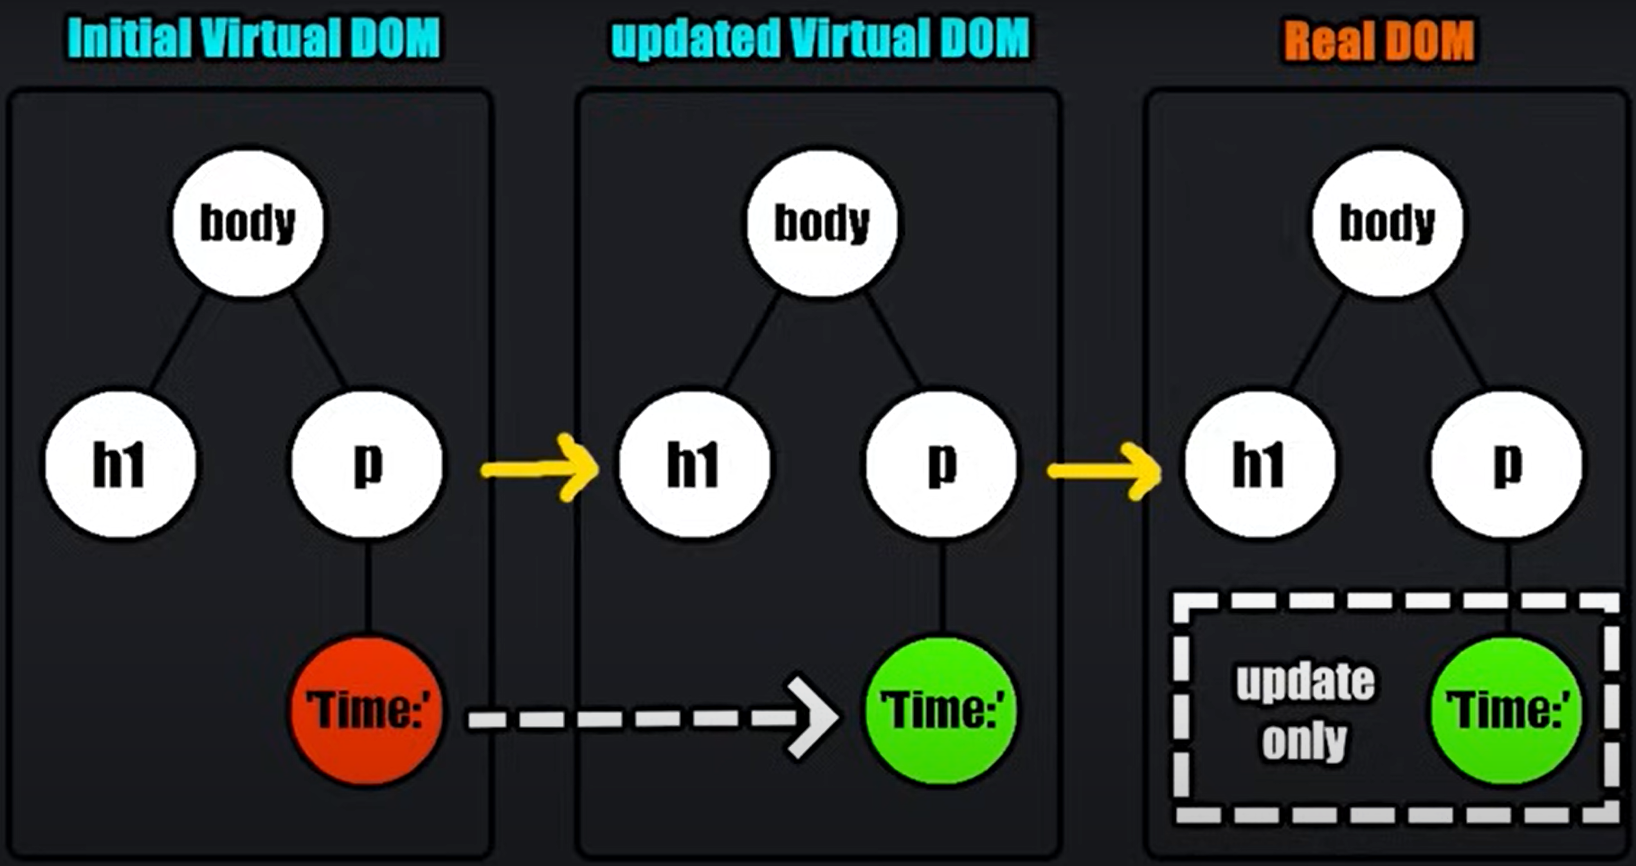 Initial Virtual DOM
updated Virtual DOM
Real DOM
body
body
body
h1
p
h1
p
h1
p
'Time:'
'Time:'
update
only
'Time:'